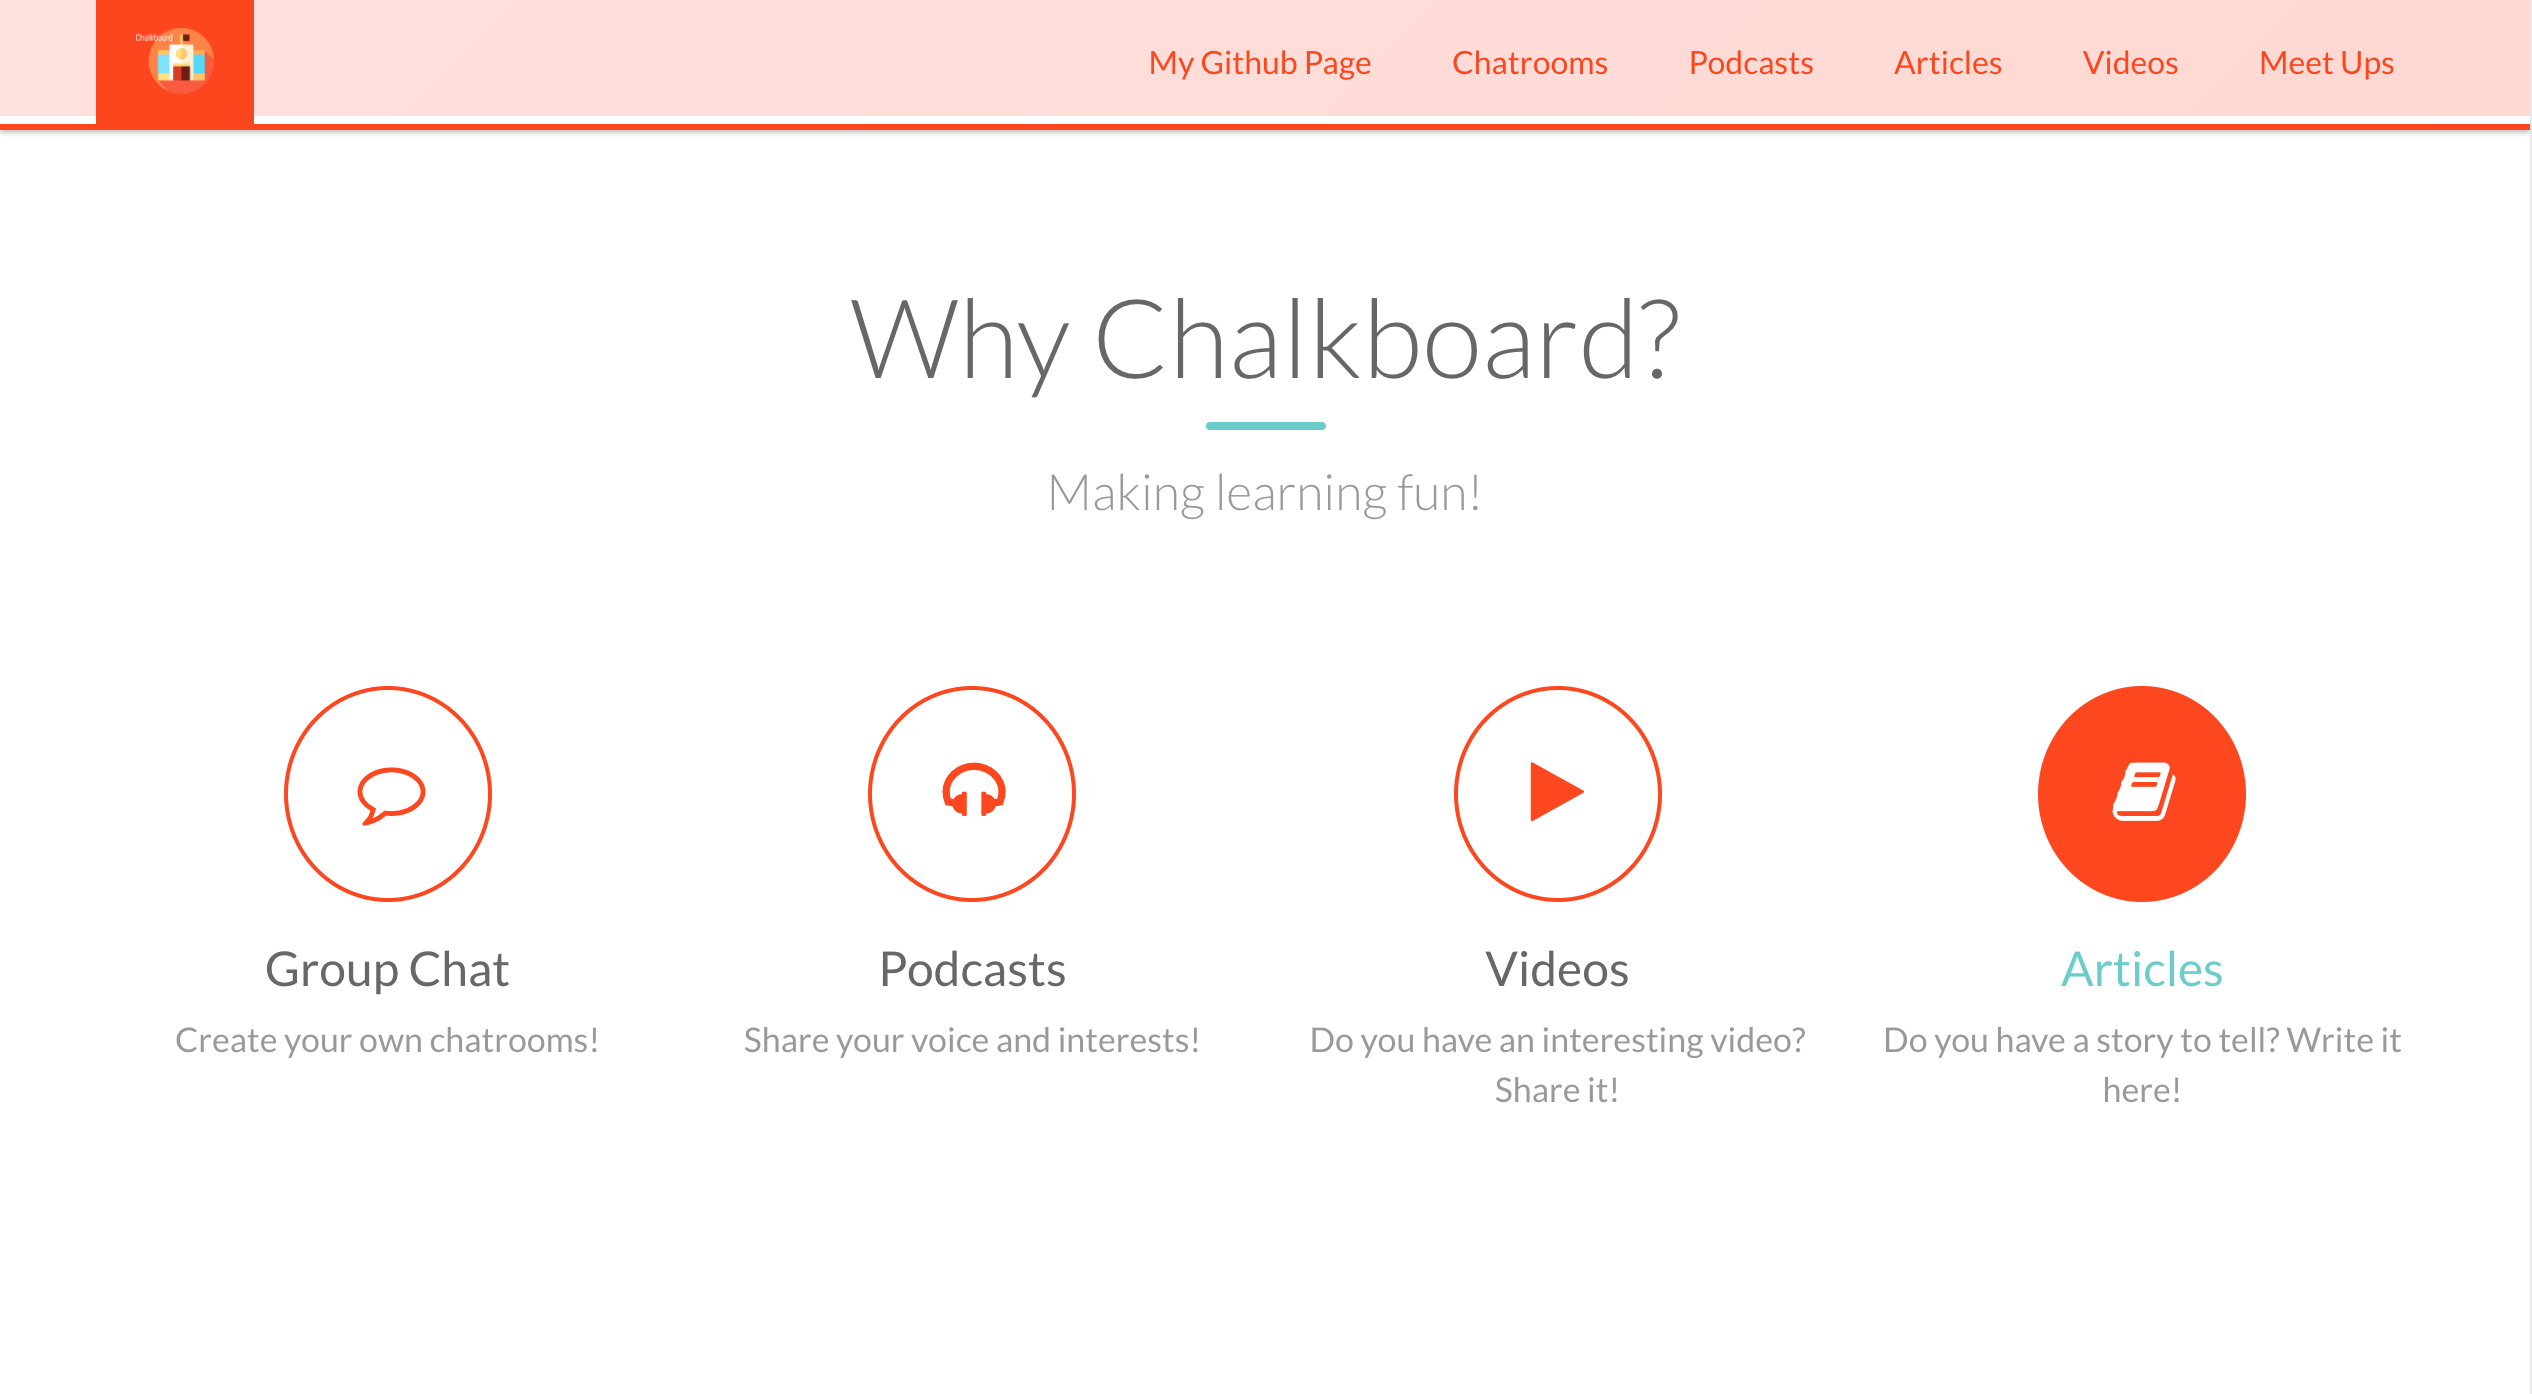 Chalkboard
My Github Page Chatrooms Podcasts Articles Videos Meet Ups
Why Chalkboard?
Making learning fun!
Group Chat
Create your own chatrooms!
Podcasts
Share your voice and interests!
Videos
Do you have an interesting video?
Share it!
Articles
Do you have a story to tell? Write it
here!